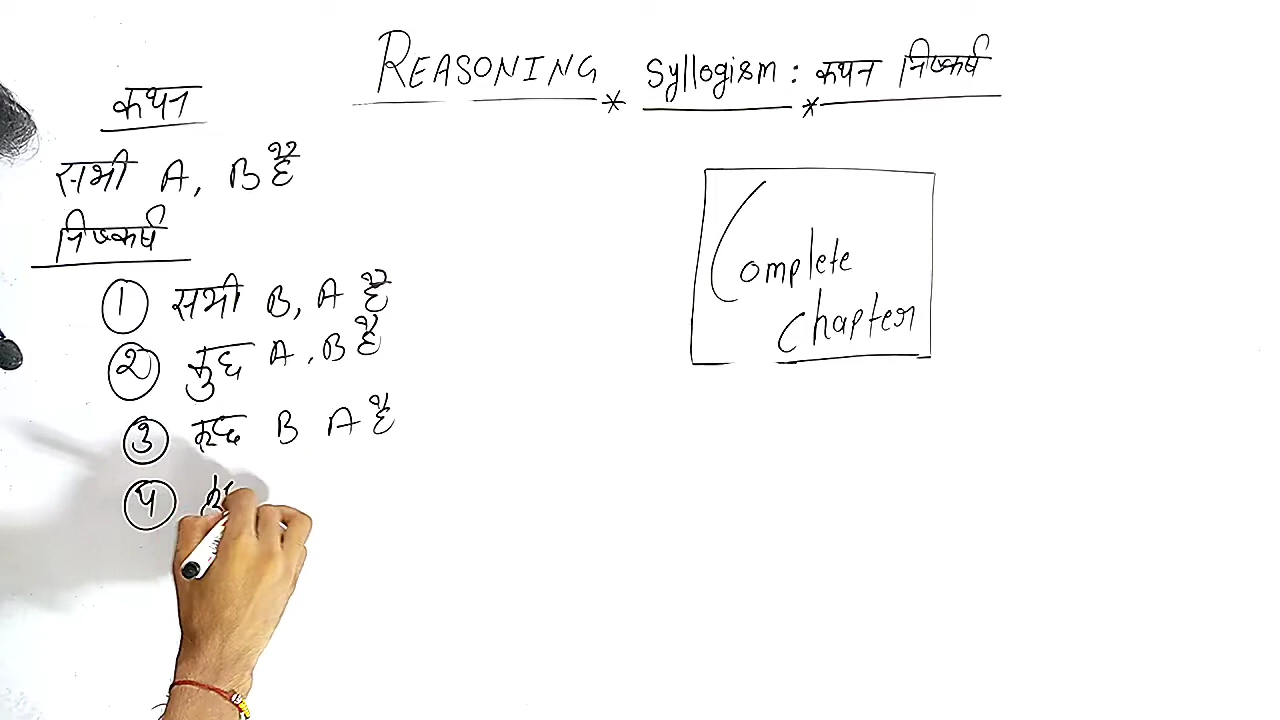 REASONING Syllogism : कथन निष्कर्ष
कथन
सभी A, B है
निष्कर्ष
① सभी B, A है
② कुछ A, B है
③ कुछ B A है
④
Complete
Chapter